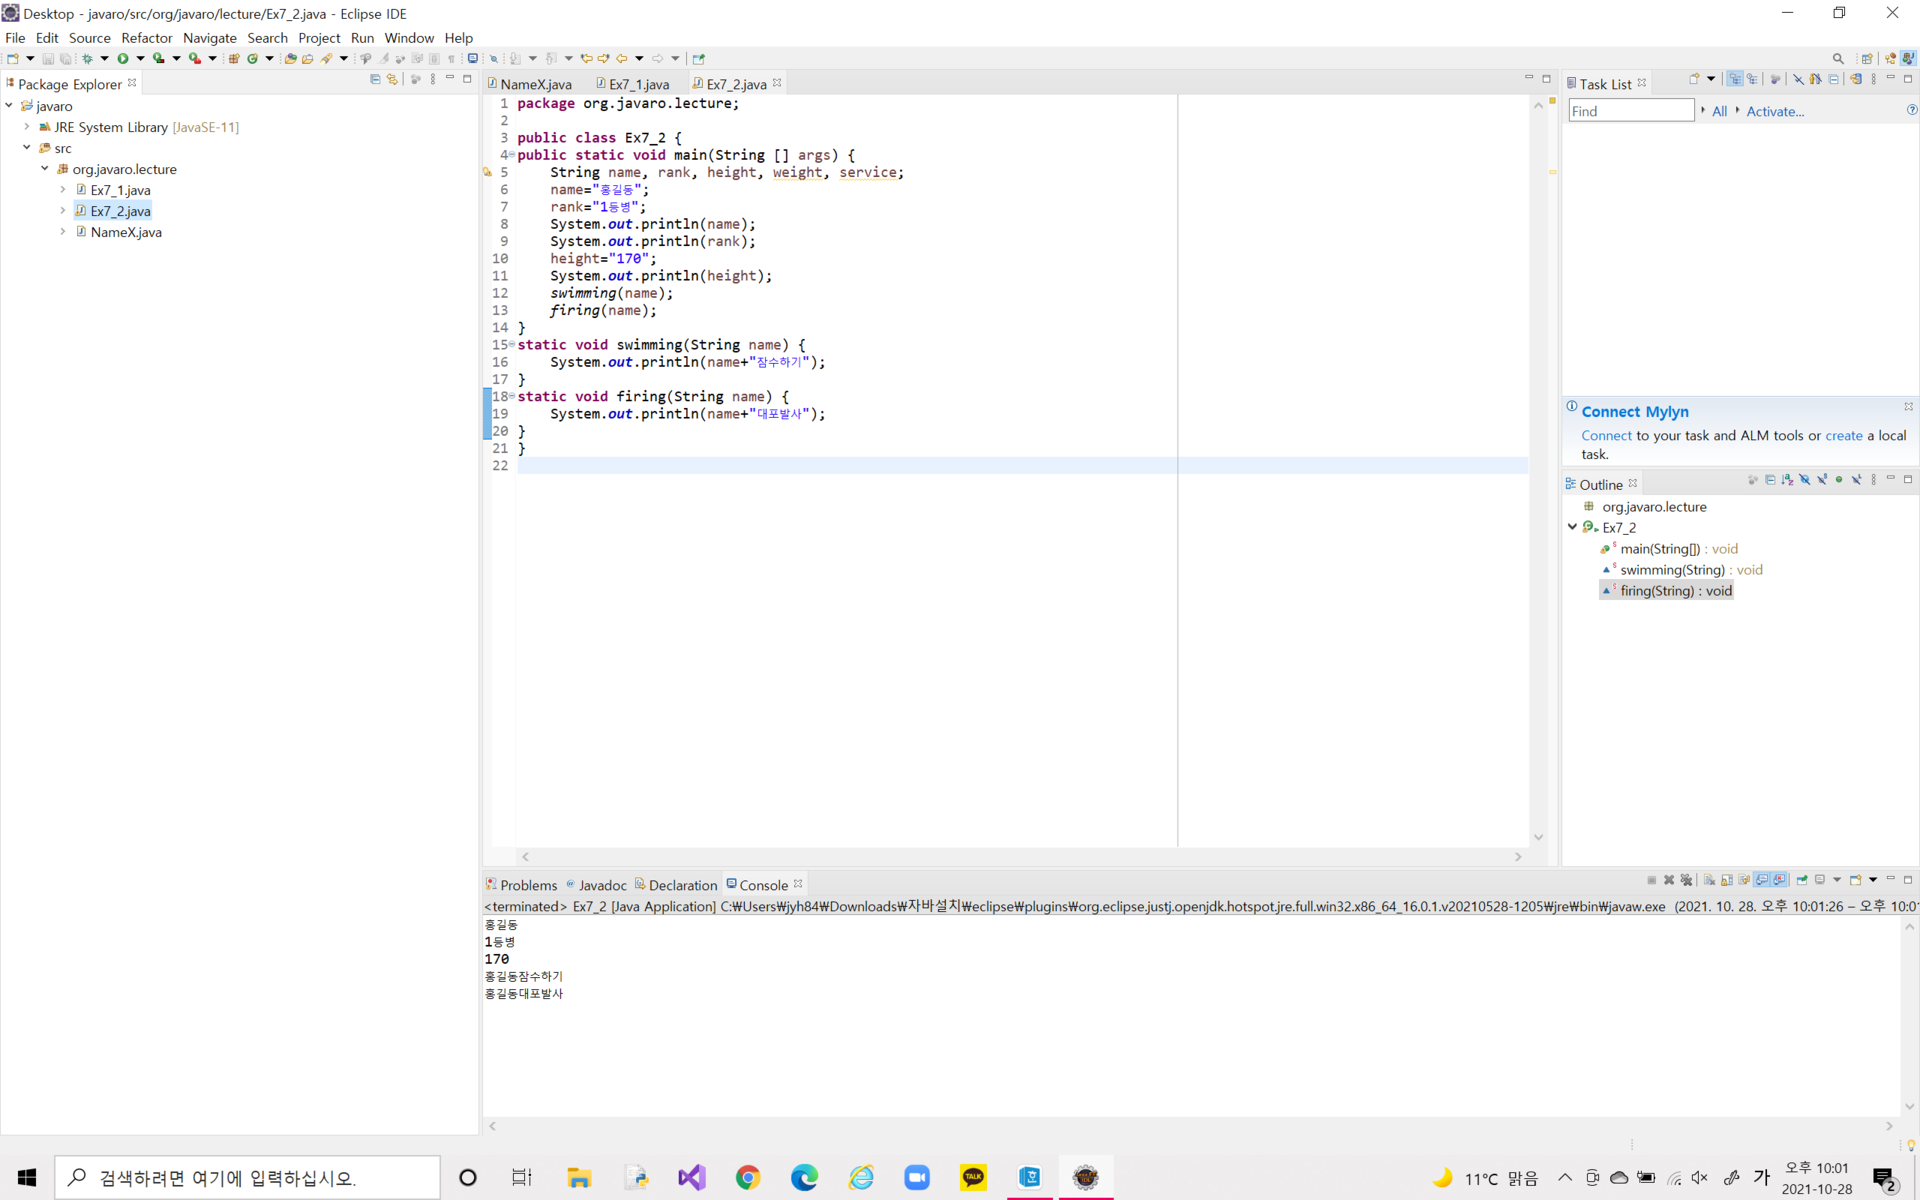 Desktop - javaro/src/org/javaro/lecture/Ex7_2.java - Eclipse IDE
File Edit Source Refactor Navigate Search Project Run Window Help
Package Explorer
javaro
JRE System Library [JavaSE-11]
src
org.javaro.lecture
Ex7_1.java
Ex7_2.java
NameX.java
NameX.java Ex7_1.java Ex7_2.java
1 package org.javaro.lecture;
2
3 public class Ex7_2 {
4 public static void main(String [] args) {
5 String name, rank, height, weight, service;
6 name="홍길동";
7 rank="1등병";
8 System.out.println(name);
9 System.out.println(rank);
10 height="170";
11 System.out.println(height);
12 swimming(name);
13 firing(name);
14 }
15 static void swimming(String name) {
16 System.out.println(name+"잠수하기");
17 }
18 static void firing(String name) {
19 System.out.println(name+"대포발사");
20 }
21 }
22
Task List
Find All Activate...
Connect Mylyn
Connect to your task and ALM tools or create a local
task.
Outline
org.javaro.lecture
Ex7_2
main(String[]) : void
swimming(String) : void
firing(String) : void
Problems Javadoc Declaration Console
<terminated> Ex7_2 [Java Application] C:₩Users₩jyh84₩Downloads₩자바설치₩eclipse₩plugins₩org.eclipse.justj.openjdk.hotspot.jre.full.win32.x86_64_16.0.1.v20210528-1205₩jre₩bin₩javaw.exe (2021. 10. 28. 오후 10:01:26 – 오후 10:01
홍길동
1등병
170
홍길동잠수하기
홍길동대포발사
검색하려면 여기에 입력하십시오.
TALK
11°C 맑음
가
오후 10:01
2021-10-28
2